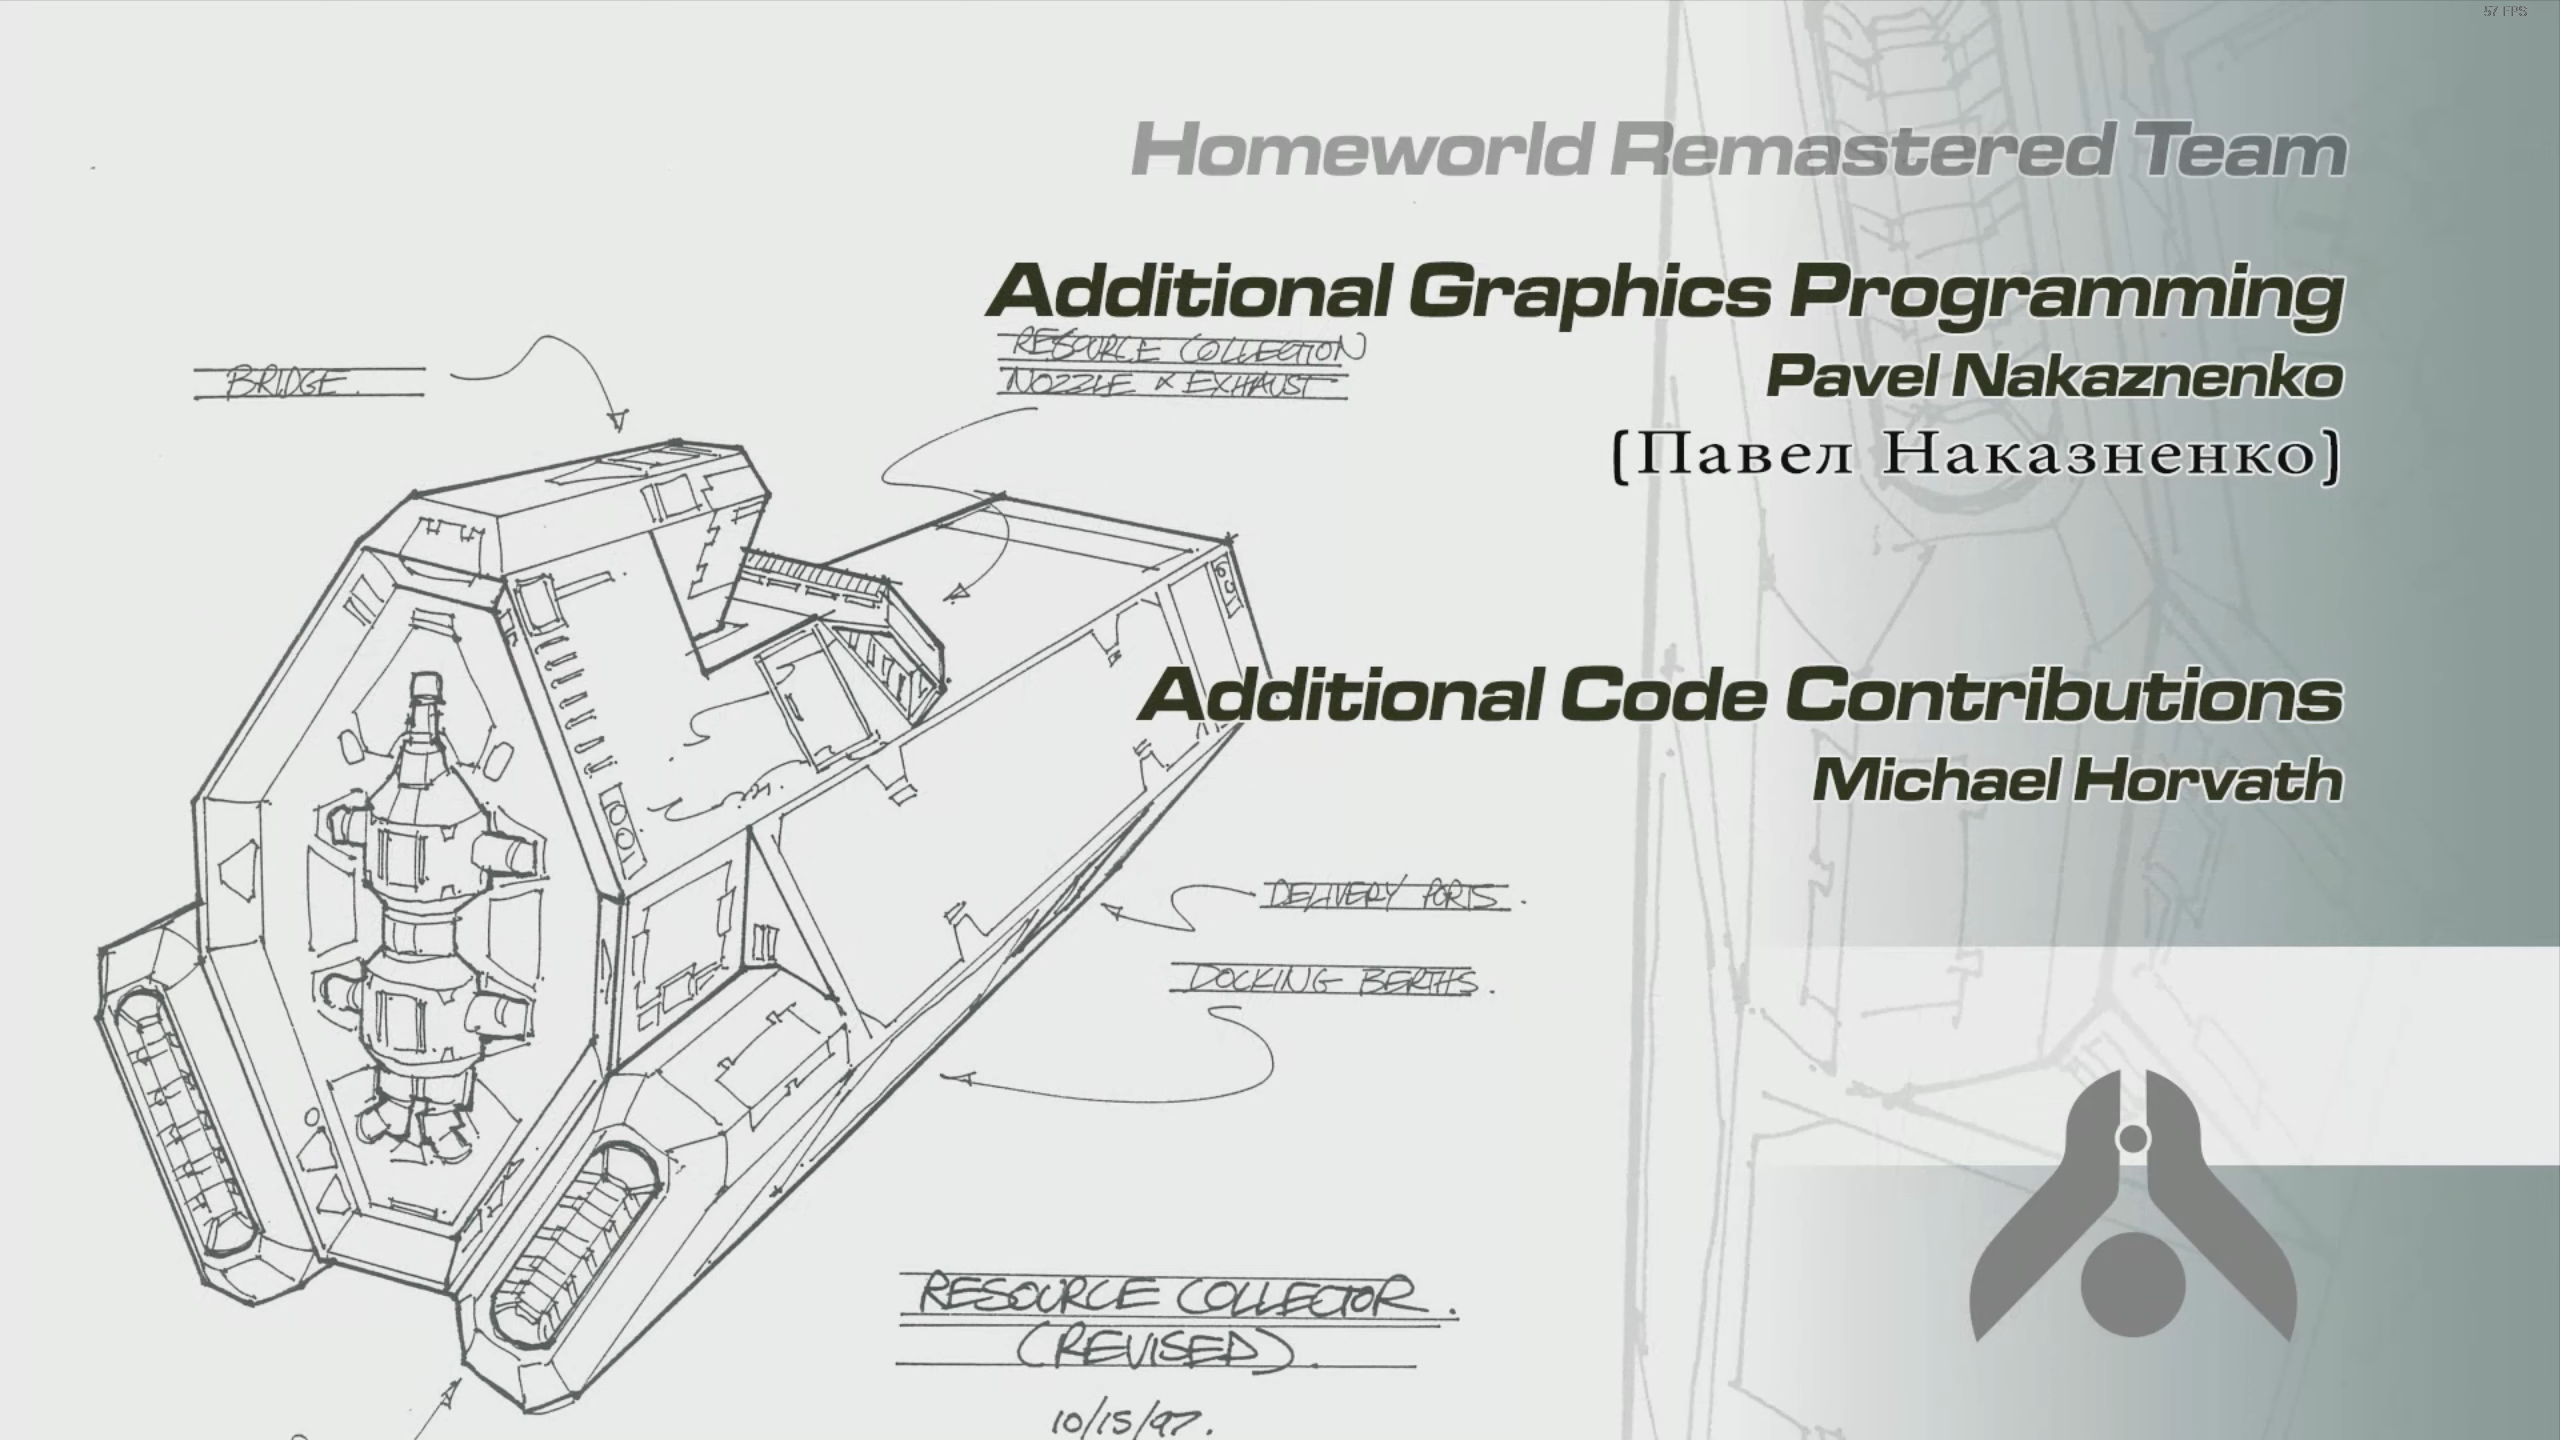 57 FPS
Homeworld Remastered Team
Additional Graphics Programming
Pavel Nakaznenko
(Павел Наказненко)
Additional Code Contributions
Michael Horvath
BRIDGE.
RESOURCE COLLECTION
NOZZLE & EXHAUST
DELIVERY PORTS.
DOCKING BERTHS.
RESOURCE COLLECTOR.
(REVISED).
10/15/97.